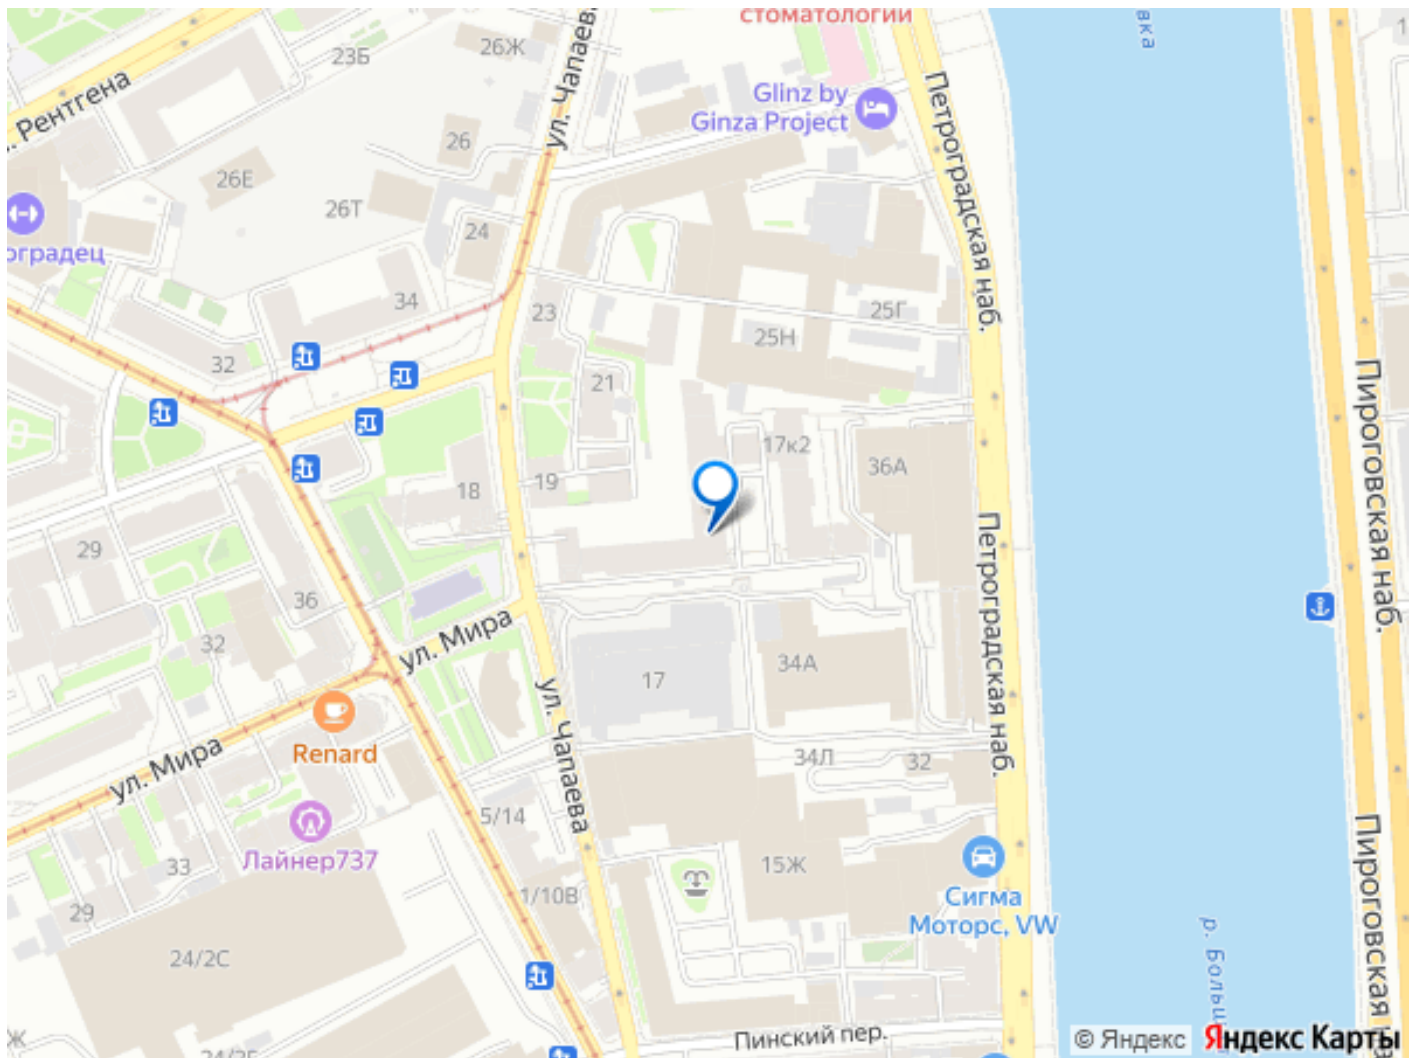 стоматологии
вка
26Ж
23Б
ул. Чапаева
Рентгена
Glinz by
Ginza Project
Петроградская наб.
26
26Е
26Т
24
оградец
34
23
25Г
25Н
32
21
17к2
36А
18
19
Пироговская наб.
29
Петроградская наб.
36
32
ул. Мира
34А
17
ул. Чапаева
Renard
ул. Мира
34Л
32
5/14
Лайнер737
33
15Ж
1/10В
29
Сигма
Моторс, VW
Пироговская н
24/2С
р. Больш
Ж
Пинский пер.
© Яндекс
Яндекс Карты